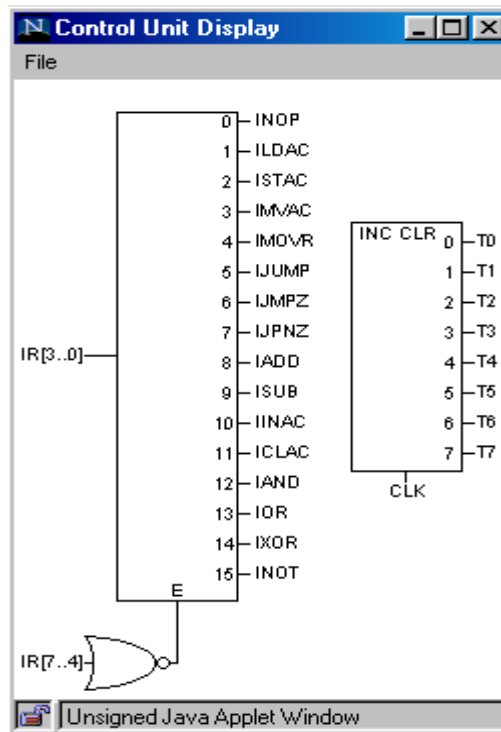 Control Unit Display
File
0 INOP
1 ILDAC
2 ISTAC
3 IMVAC
4 IMOVR
5 IJUMP
6 IJMPZ
7 IJPNZ
8 IADD
9 ISUB
10 IINAC
11 ICLAC
12 IAND
13 IOR
14 IXOR
15 INOT
IR[3..0]
E
IR[7..4]
INC CLR
0 T0
1 T1
2 T2
3 T3
4 T4
5 T5
6 T6
7 T7
CLK
Unsigned Java Applet Window